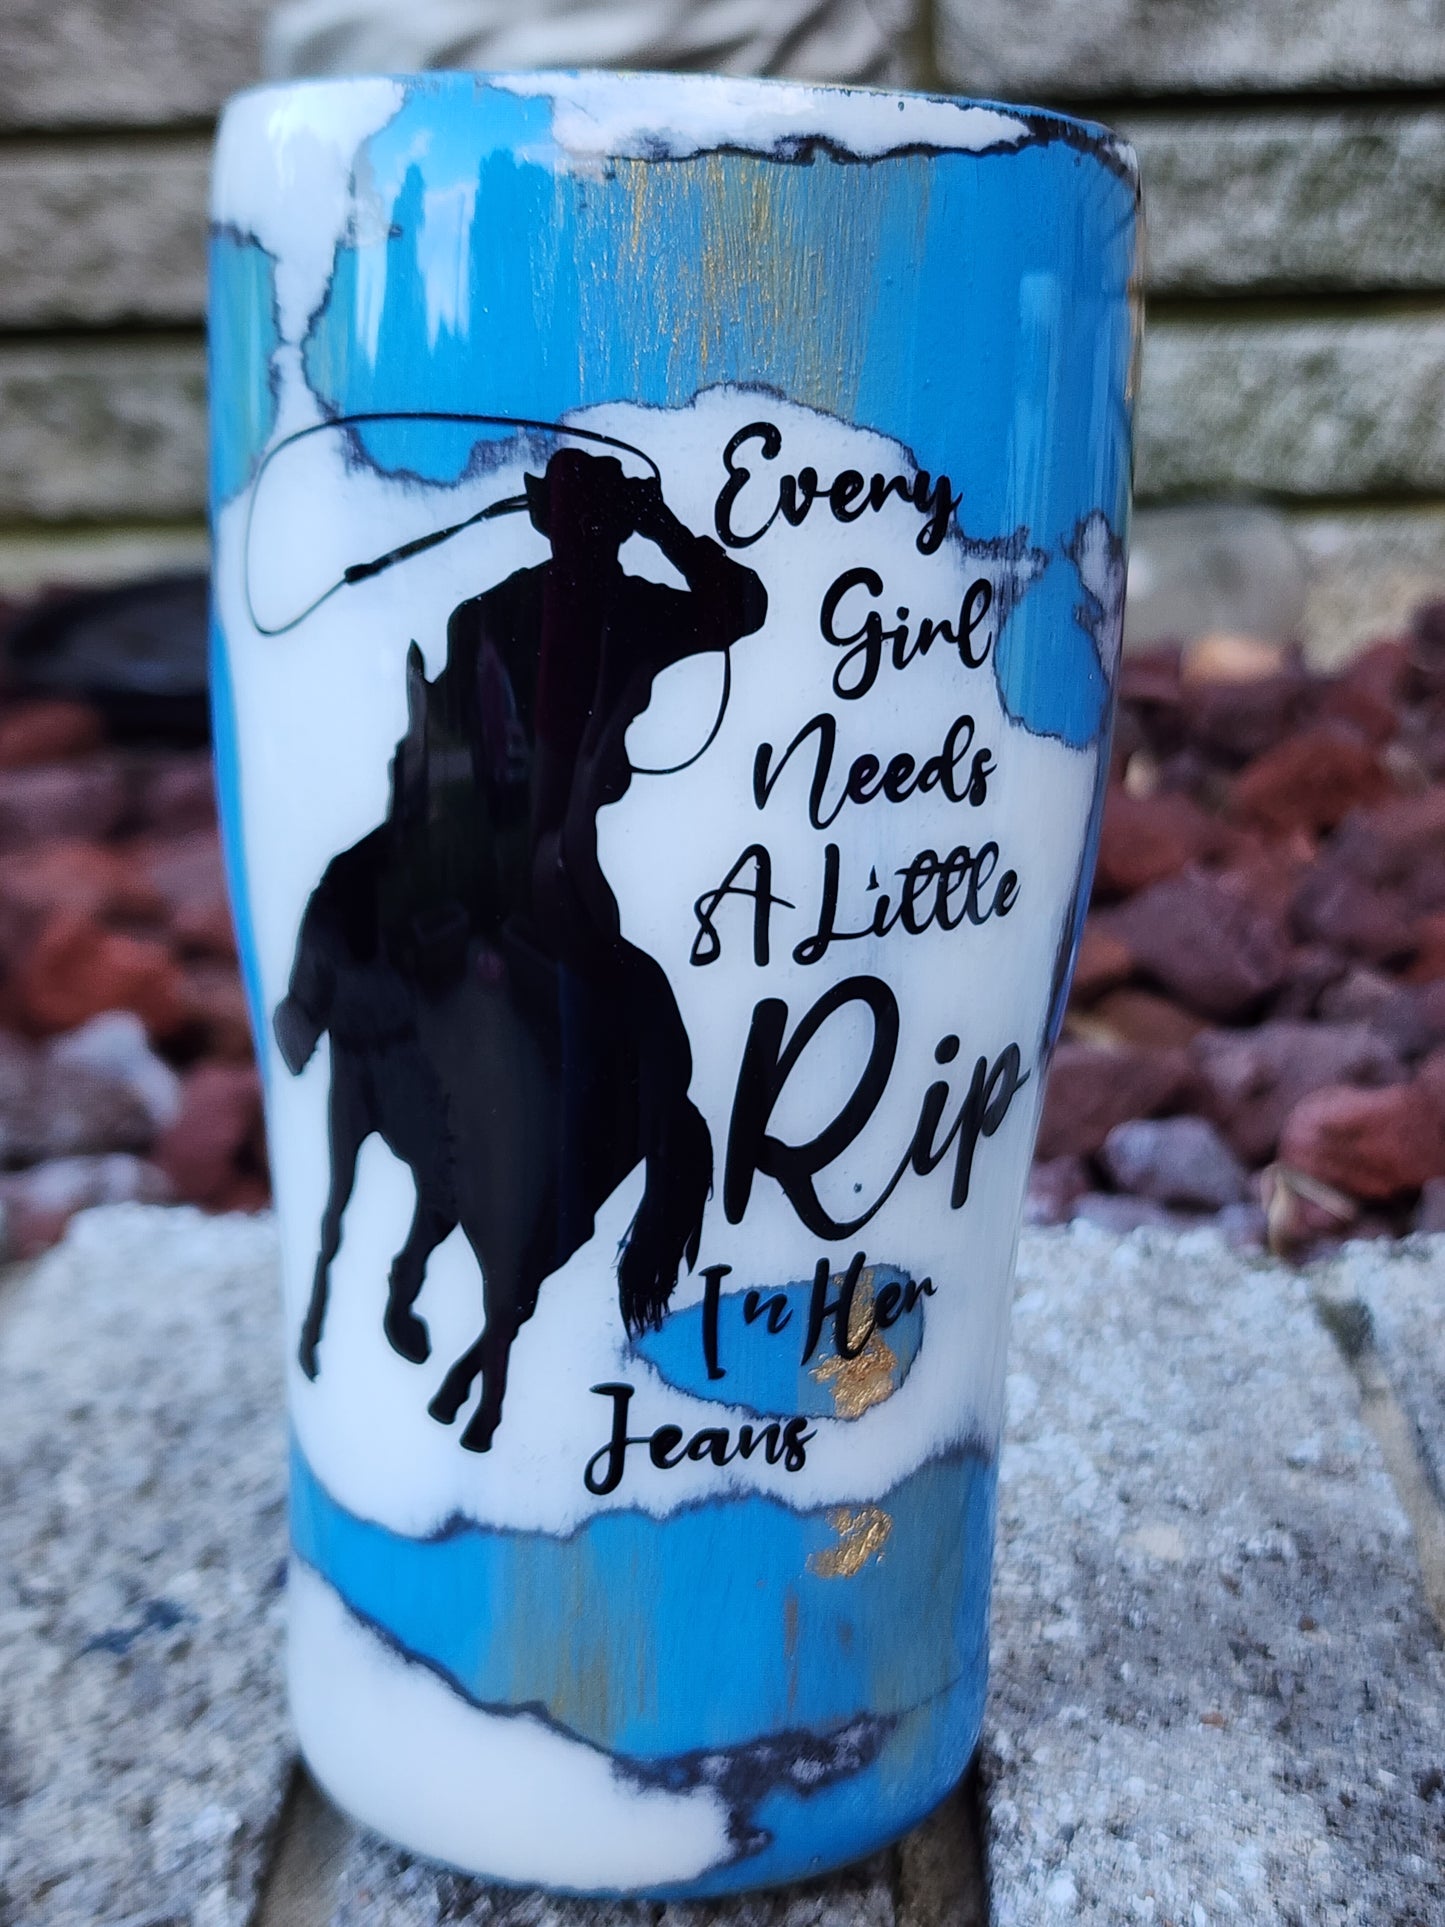 Every
Girl
Needs
A Little
Rip
In Her
Jeans